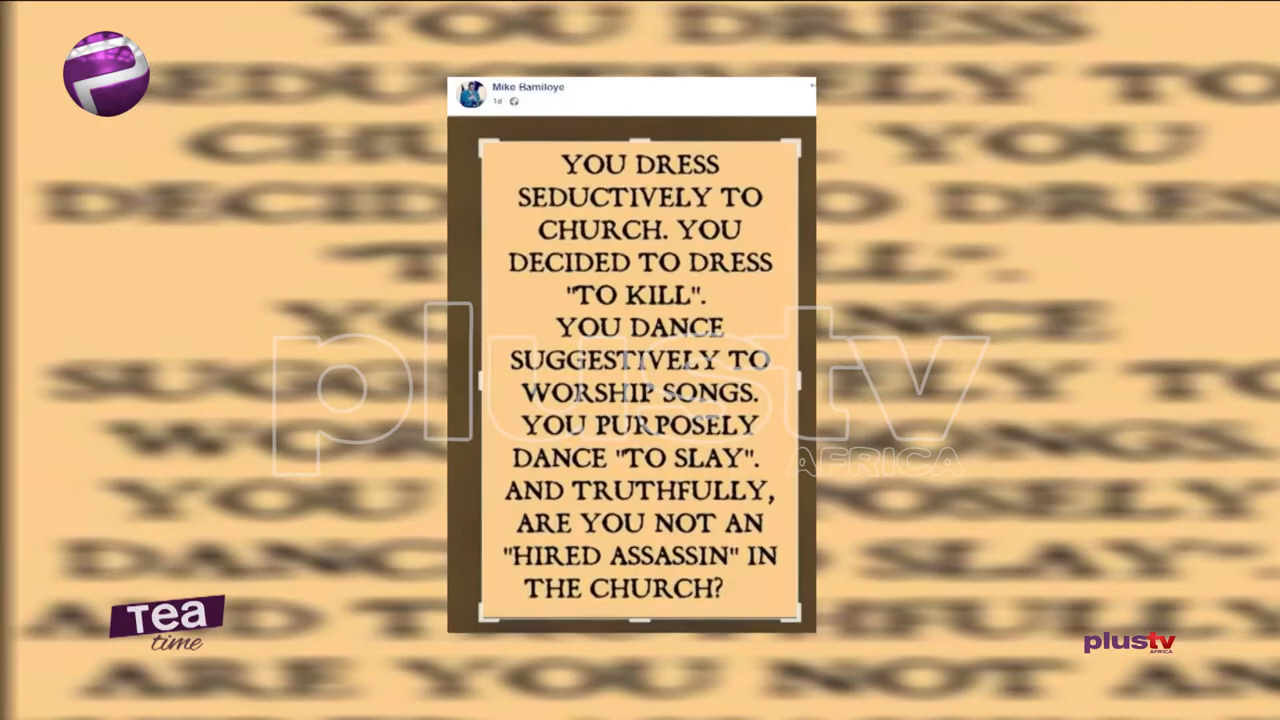 Mike Bamiloye
1d
YOU DRESS
SEDUCTIVELY TO
CHURCH. YOU
DECIDED TO DRESS
"TO KILL".
YOU DANCE
SUGGESTIVELY TO
WORSHIP SONGS.
YOU PURPOSELY
DANCE "TO SLAY".
AND TRUTHFULLY,
ARE YOU NOT AN
"HIRED ASSASSIN" IN
THE CHURCH?
plustv
AFRICA
Tea
time
plustv
AFRICA